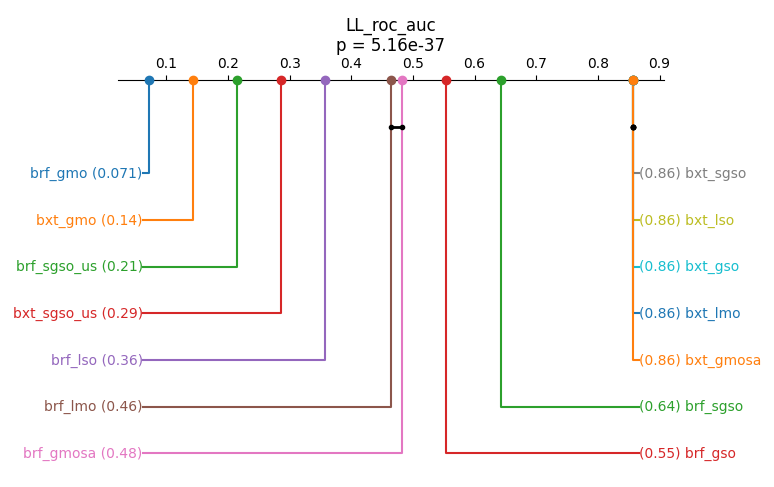 LL_roc_auc
p = 5.16e-37
0.1 0.2 0.3 0.4 0.5 0.6 0.7 0.8 0.9
brf_gmo (0.071)
(0.86) bxt_sgso
bxt_gmo (0.14)
(0.86) bxt_lso
brf_sgso_us (0.21)
(0.86) bxt_gso
bxt_sgso_us (0.29)
(0.86) bxt_lmo
brf_lso (0.36)
(0.86) bxt_gmosa
brf_lmo (0.46)
(0.64) brf_sgso
brf_gmosa (0.48)
(0.55) brf_gso